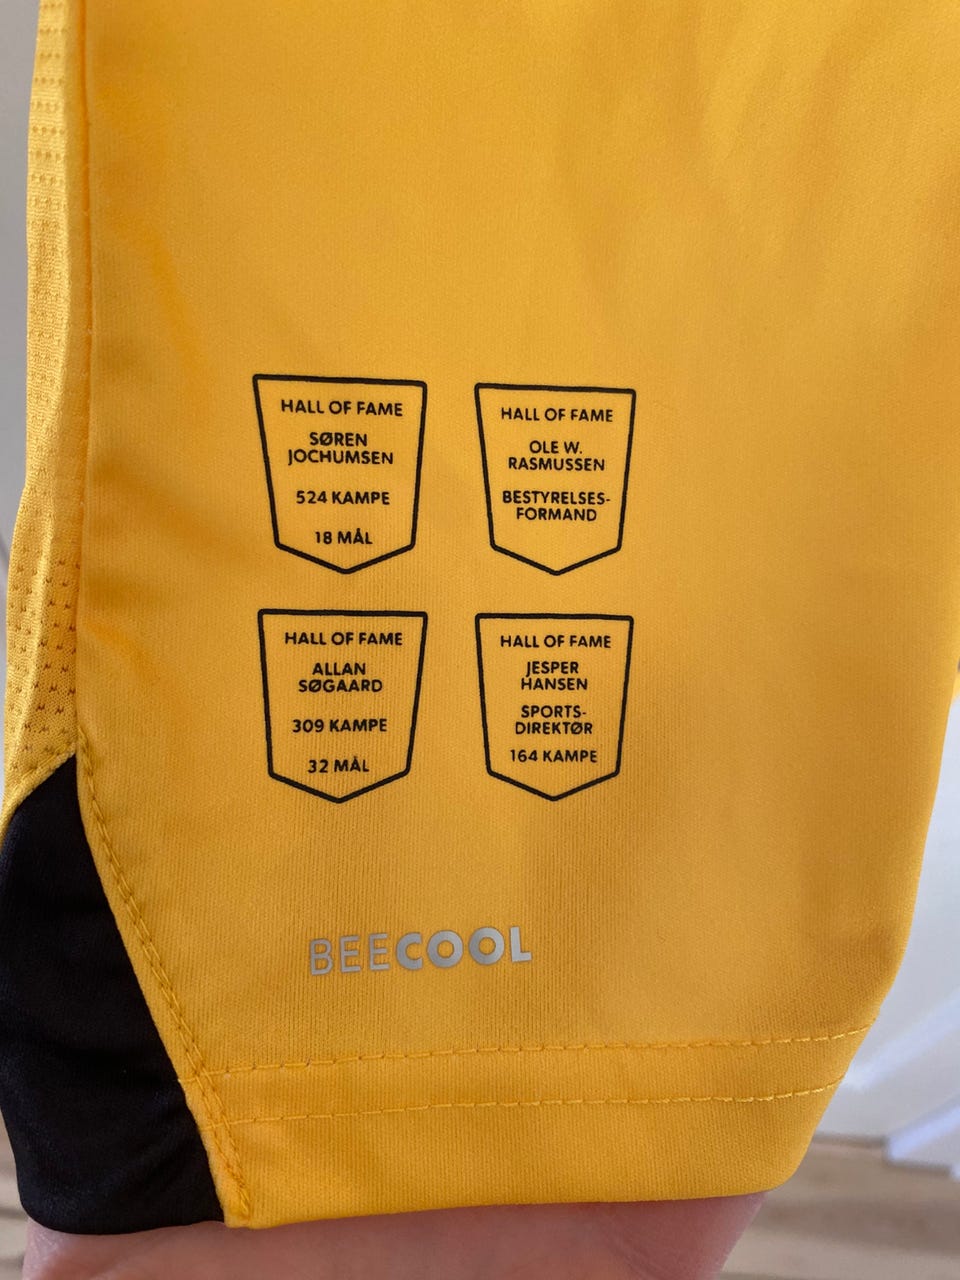 HALL OF FAME
SØREN
JOCHUMSEN
524 KAMPE
18 MÅL
HALL OF FAME
OLE W.
RASMUSSEN
BESTYRELSES-
FORMAND
HALL OF FAME
ALLAN
SØGAARD
309 KAMPE
32 MÅL
HALL OF FAME
JESPER
HANSEN
SPORTS-
DIREKTØR
164 KAMPE
BEECOOL